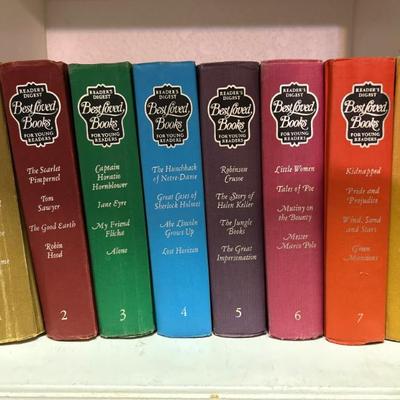 me
READER'S
DIGEST
Best Loved
Books
FOR YOUNG
READERS
The Scarlet
Pimpernel
Tom
Sawyer
The Good Earth
Robin
Hood
2
READER'S
DIGEST
Best Loved
Books
FOR YOUNG
READERS
Captain
Horatio
Hornblower
Jane Eyre
My Friend
Flicka
Alone
3
READER'S
DIGEST
Best Loved
Books
FOR YOUNG
READERS
The Hunchback
of Notre-Dame
Great Cases of
Sherlock Holmes
Abe Lincoln
Grows Up
Lost Horizon
4
READER'S
DIGEST
Best Loved
Books
FOR YOUNG
READERS
Robinson
Crusoe
The Story of
Helen Keller
The Jungle
Books
The Great
Impersonation
5
READER'S
DIGEST
Best Loved
Books
FOR YOUNG
READERS
Little Women
Tales of Poe
Mutiny on
the Bounty
Messer
Marco Polo
6
READER'S
DIGEST
Best Loved
Books
FOR YOUNG
READERS
Kidnapped
Pride and
Prejudice
Wind, Sand
and Stars
Green
Mansions
7